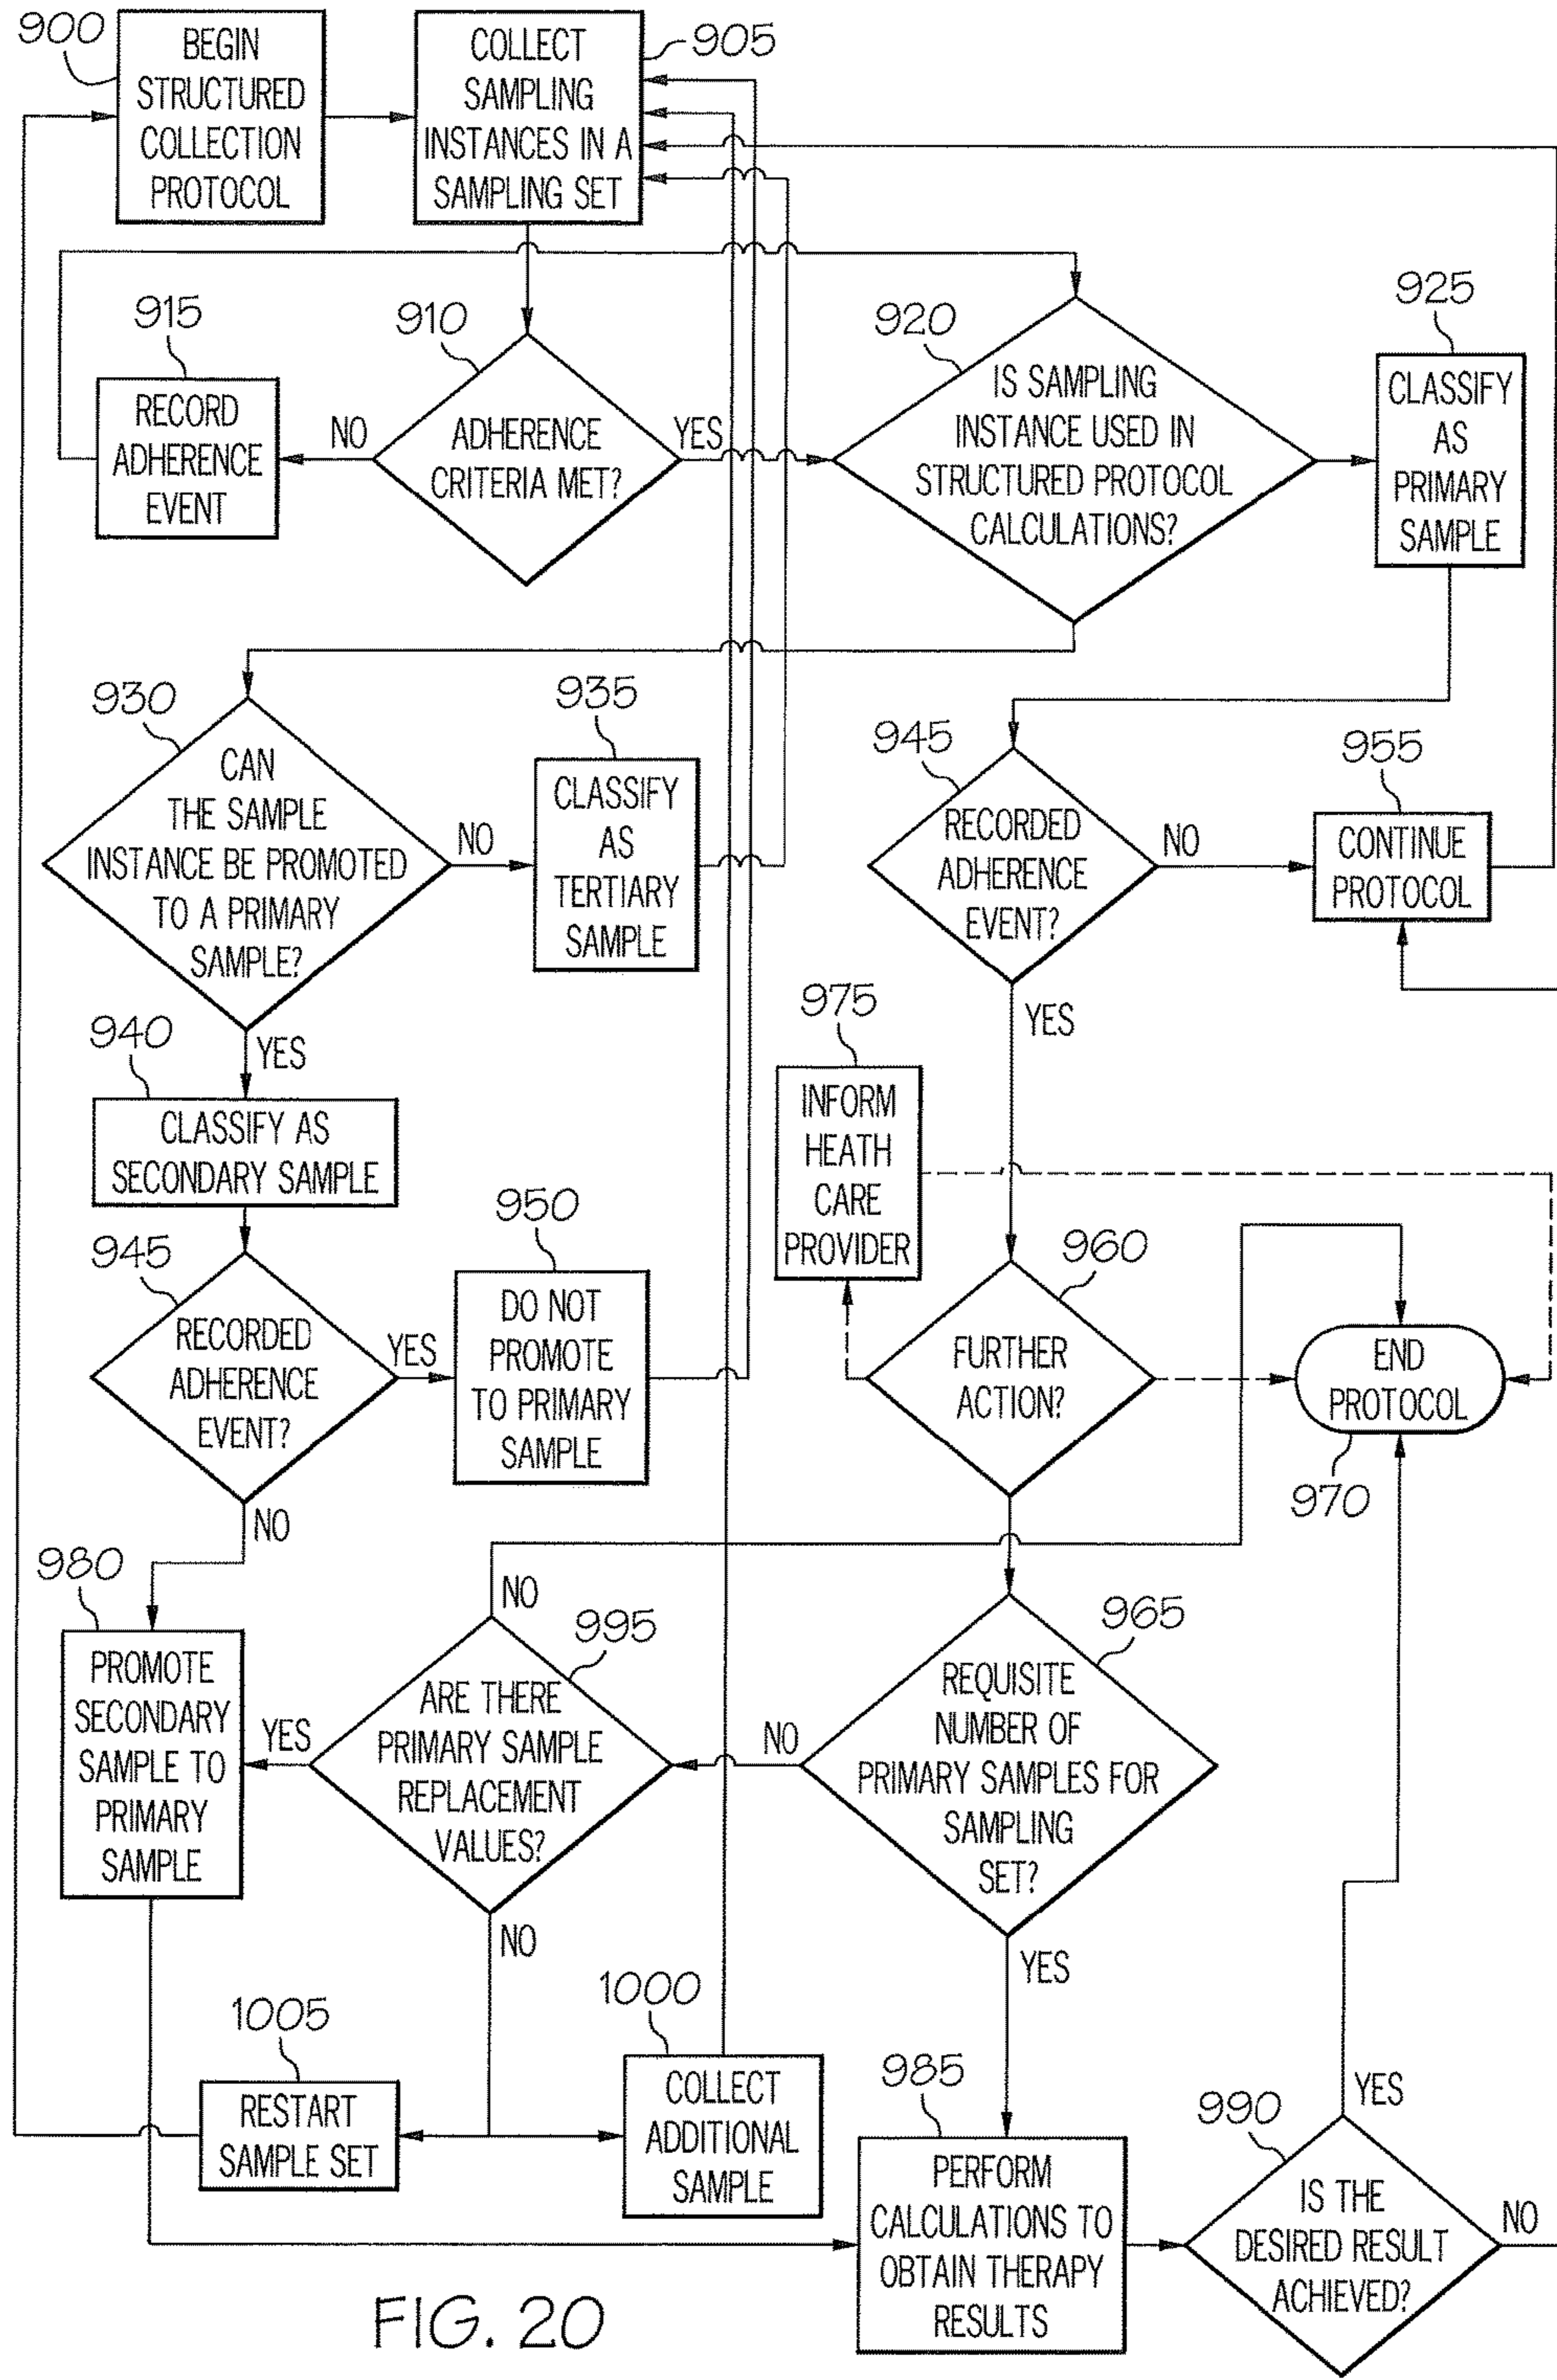 900
BEGIN
STRUCTURED
COLLECTION
PROTOCOL
COLLECT
SAMPLING
INSTANCES IN A
SAMPLING SET
905
915
RECORD
ADHERENCE
EVENT
NO
910
ADHERENCE
CRITERIA MET?
YES
920
IS SAMPLING
INSTANCE USED IN
STRUCTURED PROTOCOL
CALCULATIONS?
925
CLASSIFY
AS
PRIMARY
SAMPLE
930
CAN
THE SAMPLE
INSTANCE BE PROMOTED
TO A PRIMARY
SAMPLE?
NO
YES
935
CLASSIFY
AS
TERTIARY
SAMPLE
945
RECORDED
ADHERENCE
EVENT?
NO
YES
955
CONTINUE
PROTOCOL
940
CLASSIFY AS
SECONDARY SAMPLE
975
INFORM
HEATH
CARE
PROVIDER
945
RECORDED
ADHERENCE
EVENT?
YES
NO
950
DO NOT
PROMOTE
TO PRIMARY
SAMPLE
960
FURTHER
ACTION?
END
PROTOCOL
970
980
PROMOTE
SECONDARY
SAMPLE TO
PRIMARY
SAMPLE
YES
NO
995
ARE THERE
PRIMARY SAMPLE
REPLACEMENT
VALUES?
NO
NO
965
REQUISITE
NUMBER OF
PRIMARY SAMPLES FOR
SAMPLING
SET?
YES
1005
RESTART
SAMPLE SET
1000
COLLECT
ADDITIONAL
SAMPLE
985
PERFORM
CALCULATIONS TO
OBTAIN THERAPY
RESULTS
990
YES
IS THE
DESIRED RESULT
ACHIEVED?
NO
FIG. 20